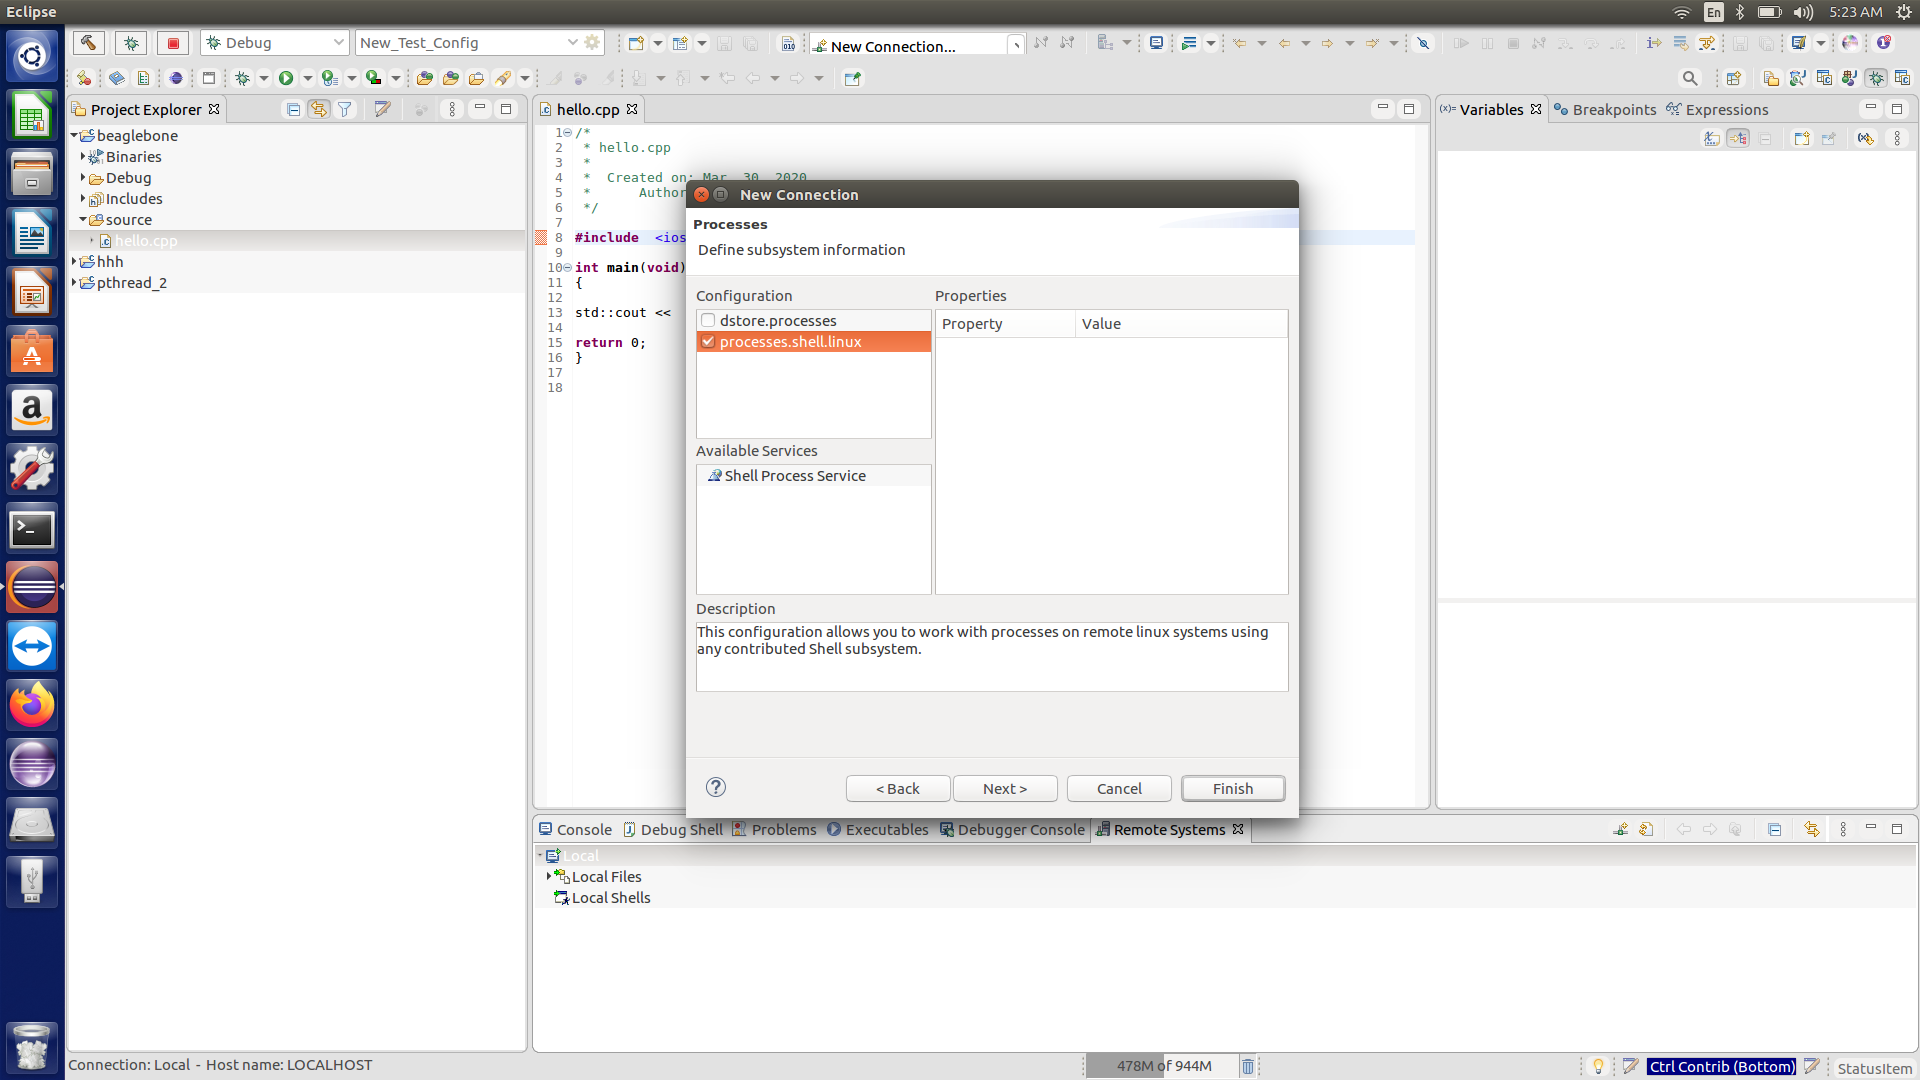 Eclipse
En
5:23 AM
Debug
New_Test_Config
010
New Connection...
Project Explorer
hello.cpp
(x)= Variables
Breakpoints
Expressions
beaglebone
Binaries
Debug
Includes
source
hello.cpp
hhh
pthread_2
1 /*
2  * hello.cpp
3  *
4  *  Created on: Mar. 30, 2020
5  *      Author
6  */
7
8 #include  <ios
9
10 int main(void)
11 {
12
13 std::cout <<
14
15 return 0;
16 }
17
18
New Connection
Processes
Define subsystem information
Configuration
dstore.processes
processes.shell.linux
Properties
Property
Value
Available Services
Shell Process Service
Description
This configuration allows you to work with processes on remote linux systems using
any contributed Shell subsystem.
< Back
Next >
Cancel
Finish
Console
Debug Shell
Problems
Executables
Debugger Console
Remote Systems
Local
Local Files
Local Shells
Connection: Local - Host name: LOCALHOST
478M of 944M
Ctrl Contrib (Bottom)
StatusItem